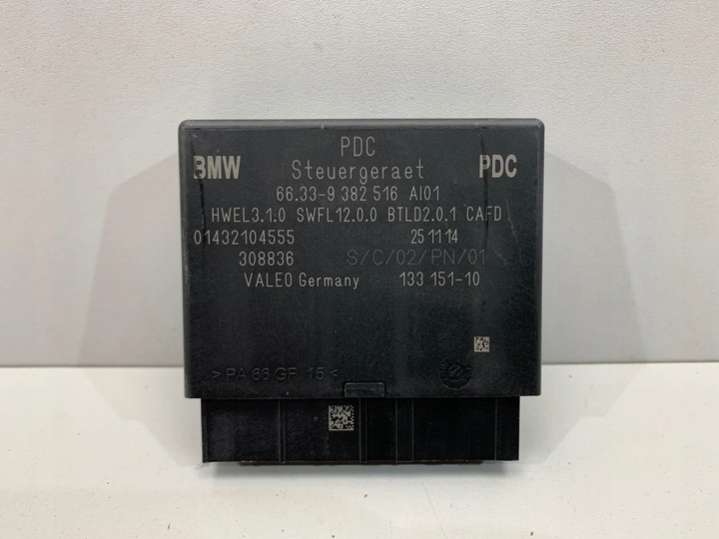 PDC
BMW Steuergeraet PDC
66.33-9 382 516 AI01
HWEL3.1.0 SWFL12.0.0 BTLD2.0.1 CAFD
01432104555 25 11 14
308836 S/C/02/PN/01
VALEO Germany 133 151-10
>PA 66 GF 15<